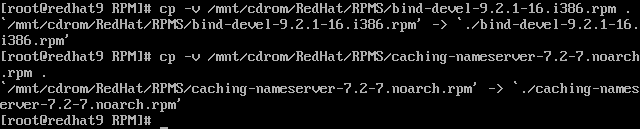 [root@redhat9 RPM]# cp -v /mnt/cdrom/RedHat/RPMS/bind-devel-9.2.1-16.i386.rpm .
`/mnt/cdrom/RedHat/RPMS/bind-devel-9.2.1-16.i386.rpm' -> `./bind-devel-9.2.1-16.
i386.rpm'
[root@redhat9 RPM]# cp -v /mnt/cdrom/RedHat/RPMS/caching-nameserver-7.2-7.noarch
.rpm .
`/mnt/cdrom/RedHat/RPMS/caching-nameserver-7.2-7.noarch.rpm' -> `./caching-names
erver-7.2-7.noarch.rpm'
[root@redhat9 RPM]# _